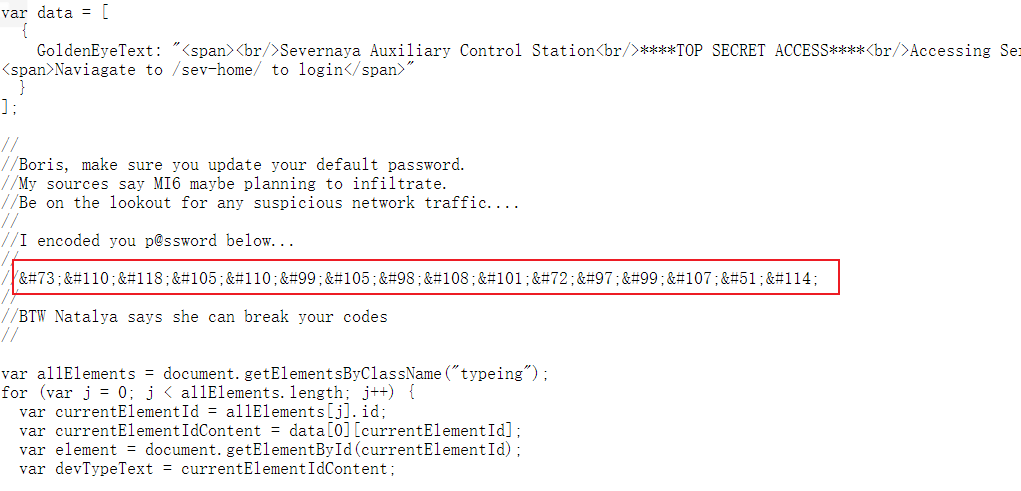 var data = [
  {
    GoldenEyeText: "<span><br/>Severnaya Auxiliary Control Station<br/>****TOP SECRET ACCESS****<br/>Accessing Se
<span>Naviagate to /sev-home/ to login</span>"
  }
];
//
//Boris, make sure you update your default password.
//My sources say MI6 maybe planning to infiltrate.
//Be on the lookout for any suspicious network traffic....
//
//I encoded you p@ssword below...
//
//&#73;&#110;&#118;&#105;&#110;&#99;&#105;&#98;&#108;&#101;&#72;&#97;&#99;&#107;&#51;&#114;
//
//BTW Natalya says she can break your codes
//
var allElements = document.getElementsByClassName("typeing");
for (var j = 0; j < allElements.length; j++) {
  var currentElementId = allElements[j].id;
  var currentElementIdContent = data[0][currentElementId];
  var element = document.getElementById(currentElementId);
  var devTypeText = currentElementIdContent;